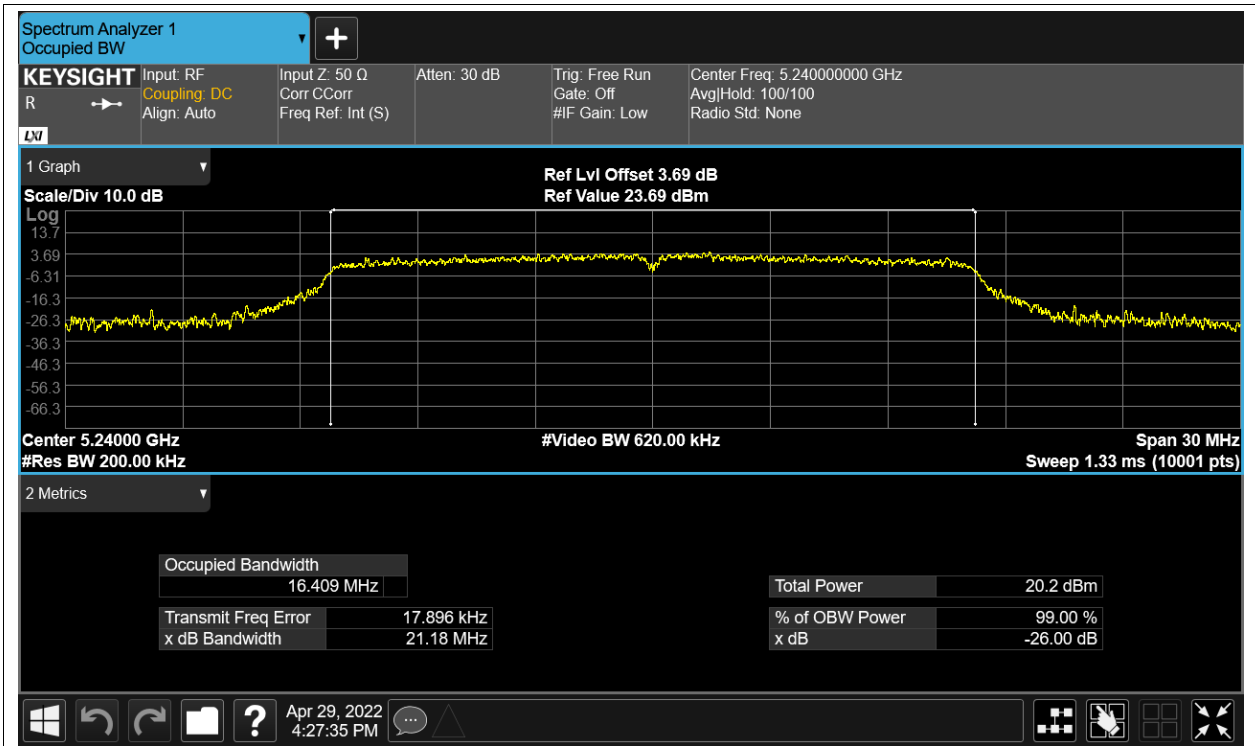 Spectrum Analyzer 1
Occupied BW
KEYSIGHT
R
LXI
Input: RF
Coupling: DC
Align: Auto
Input Z: 50 Ω
Corr CCorr
Freq Ref: Int (S)
Atten: 30 dB
Trig: Free Run
Gate: Off
#IF Gain: Low
Center Freq: 5.240000000 GHz
Avg|Hold: 100/100
Radio Std: None
1 Graph
Scale/Div 10.0 dB
Ref Lvl Offset 3.69 dB
Ref Value 23.69 dBm
Log
13.7
3.69
-6.31
-16.3
-26.3
-36.3
-46.3
-56.3
-66.3
Center 5.24000 GHz
#Video BW 620.00 kHz
Span 30 MHz
#Res BW 200.00 kHz
Sweep 1.33 ms (10001 pts)
2 Metrics
Occupied Bandwidth
16.409 MHz
Total Power 20.2 dBm
Transmit Freq Error 17.896 kHz
% of OBW Power 99.00 %
x dB Bandwidth 21.18 MHz
x dB -26.00 dB
?
Apr 29, 2022
4:27:35 PM